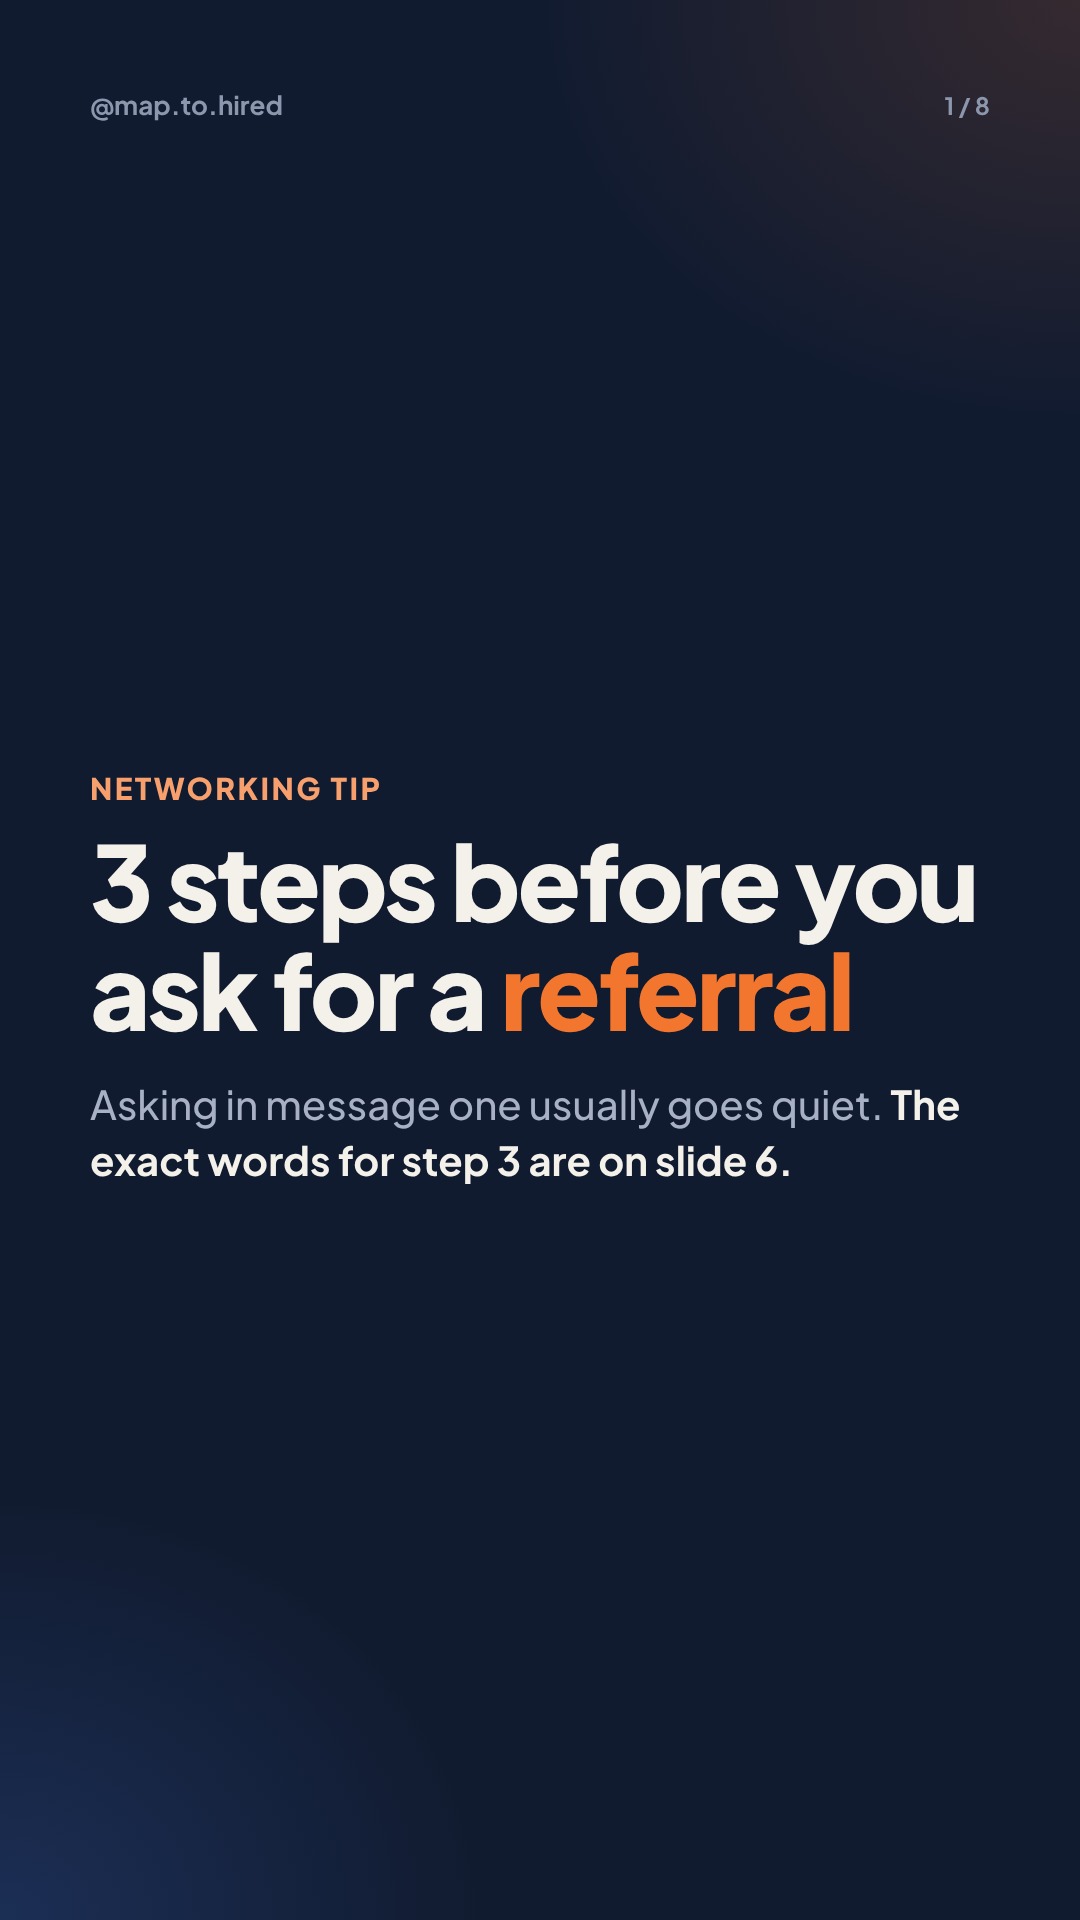 @map.to.hired
1 / 8
NETWORKING TIP
3 steps before you
ask for a referral
Asking in message one usually goes quiet. The
exact words for step 3 are on slide 6.